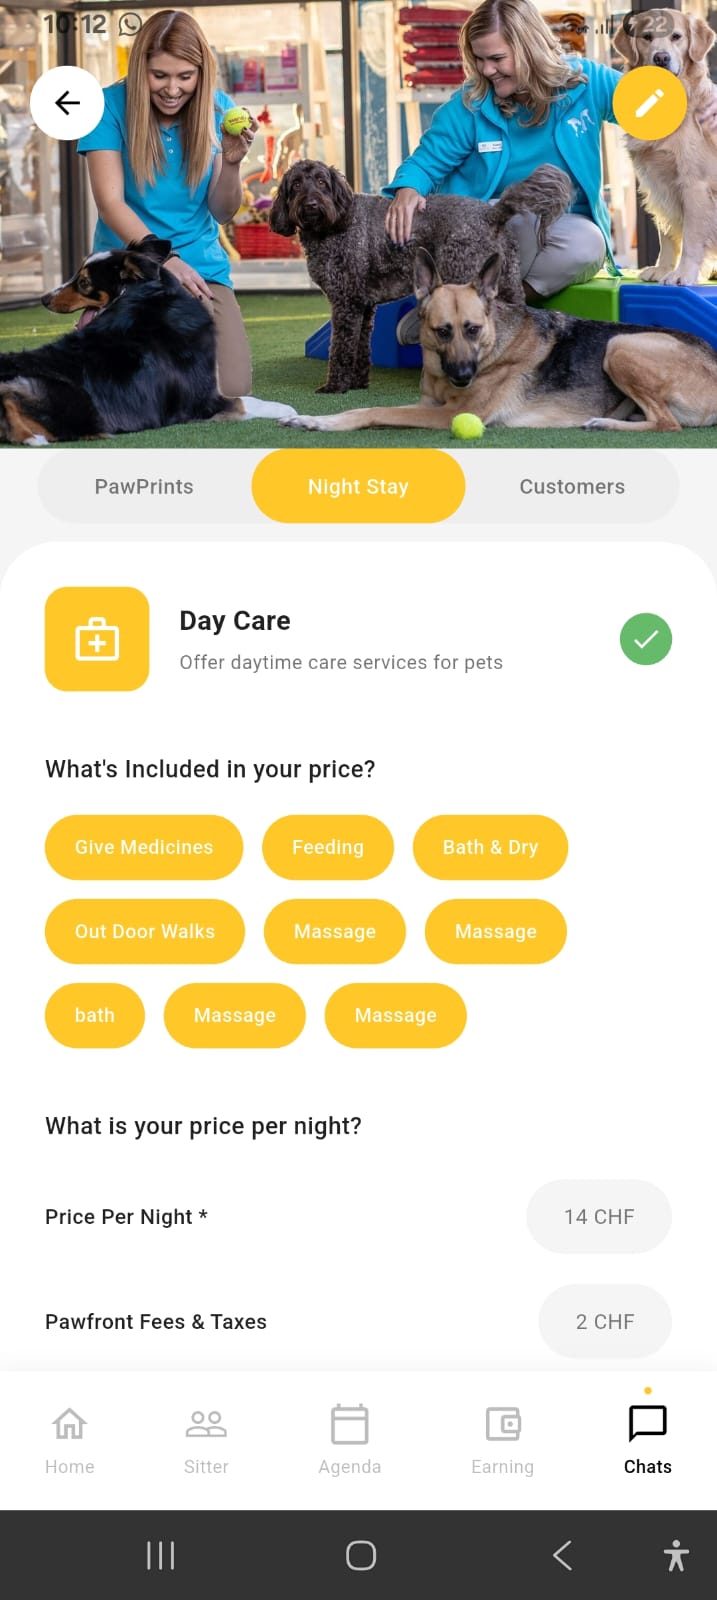 10:12
22
PawPrints
Night Stay
Customers
Day Care
Offer daytime care services for pets
What's Included in your price?
Give Medicines
Feeding
Bath & Dry
Out Door Walks
Massage
Massage
bath
Massage
Massage
What is your price per night?
Price Per Night *
14 CHF
Pawfront Fees & Taxes
2 CHF
Home
Sitter
Agenda
Earning
Chats